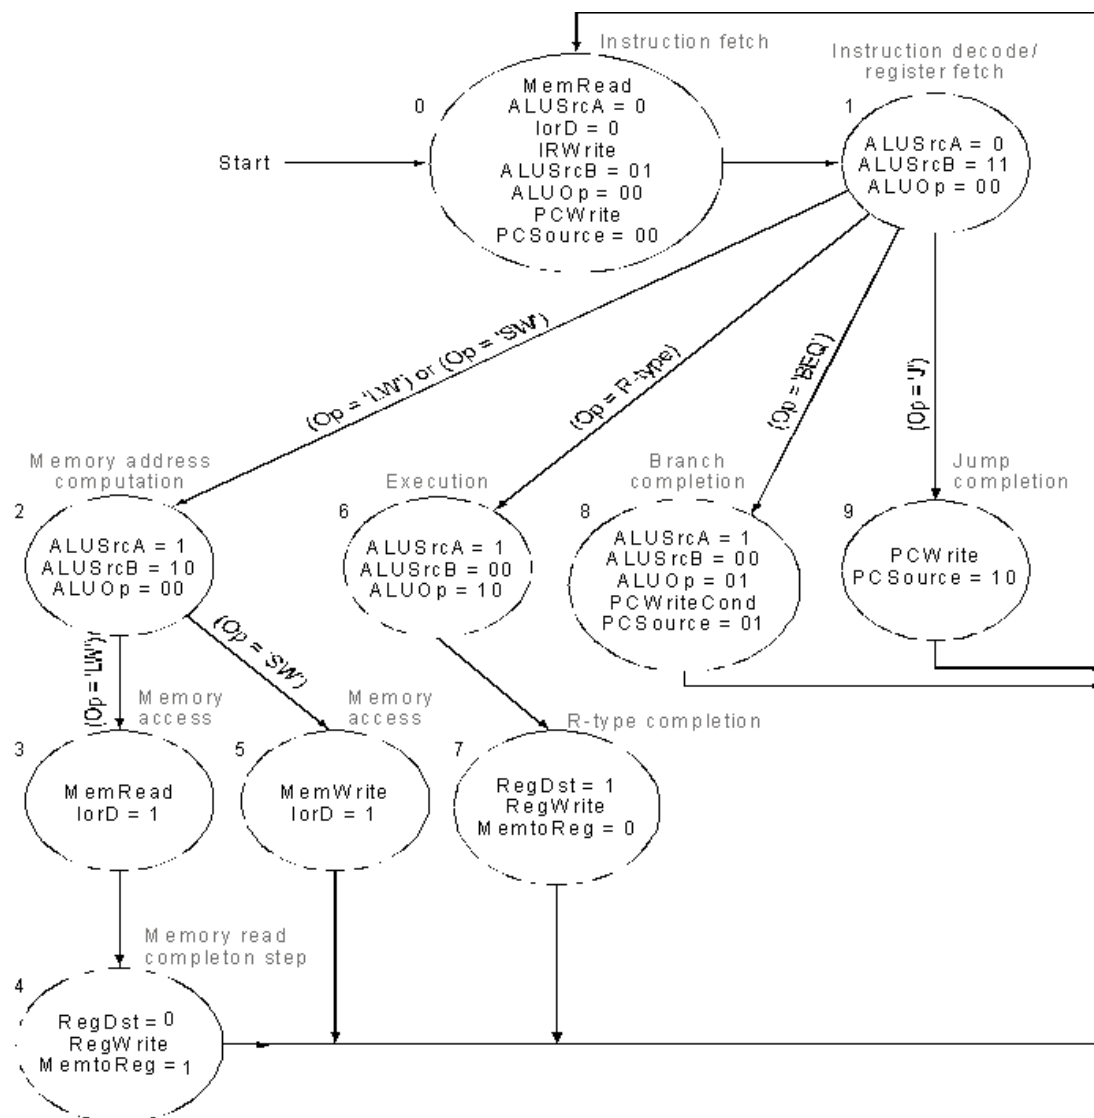 Instruction fetch
0
MemRead
ALUSrcA = 0
IorD = 0
IRWrite
ALUSrcB = 01
ALUOp = 00
PCWrite
PCSource = 00
Start
Instruction decode/
register fetch
1
ALUSrcA = 0
ALUSrcB = 11
ALUOp = 00
(Op = 'LW') or (Op = 'SW')
(Op = R-type)
(Op = 'BEQ')
(Op = 'J')
Memory address
computation
2
ALUSrcA = 1
ALUSrcB = 10
ALUOp = 00
Execution
6
ALUSrcA = 1
ALUSrcB = 00
ALUOp = 10
Branch
completion
8
ALUSrcA = 1
ALUSrcB = 00
ALUOp = 01
PCWriteCond
PCSource = 01
Jump
completion
9
PCWrite
PCSource = 10
(Op = 'LW')
(Op = 'SW')
Memory
access
3
MemRead
IorD = 1
Memory
access
5
MemWrite
IorD = 1
R-type completion
7
RegDst = 1
RegWrite
MemtoReg = 0
Memory read
completon step
4
RegDst = 0
RegWrite
MemtoReg = 1